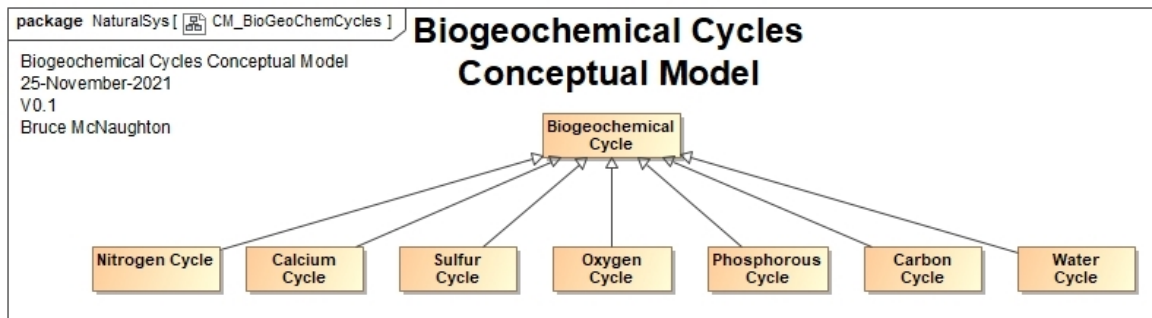 package NaturalSys [ CM_BioGeoChemCycles ]
Biogeochemical Cycles
Conceptual Model
Biogeochemical Cycles Conceptual Model
25-November-2021
V0.1
Bruce McNaughton
Biogeochemical
Cycle
Nitrogen Cycle
Calcium
Cycle
Sulfur
Cycle
Oxygen
Cycle
Phosphorous
Cycle
Carbon
Cycle
Water
Cycle